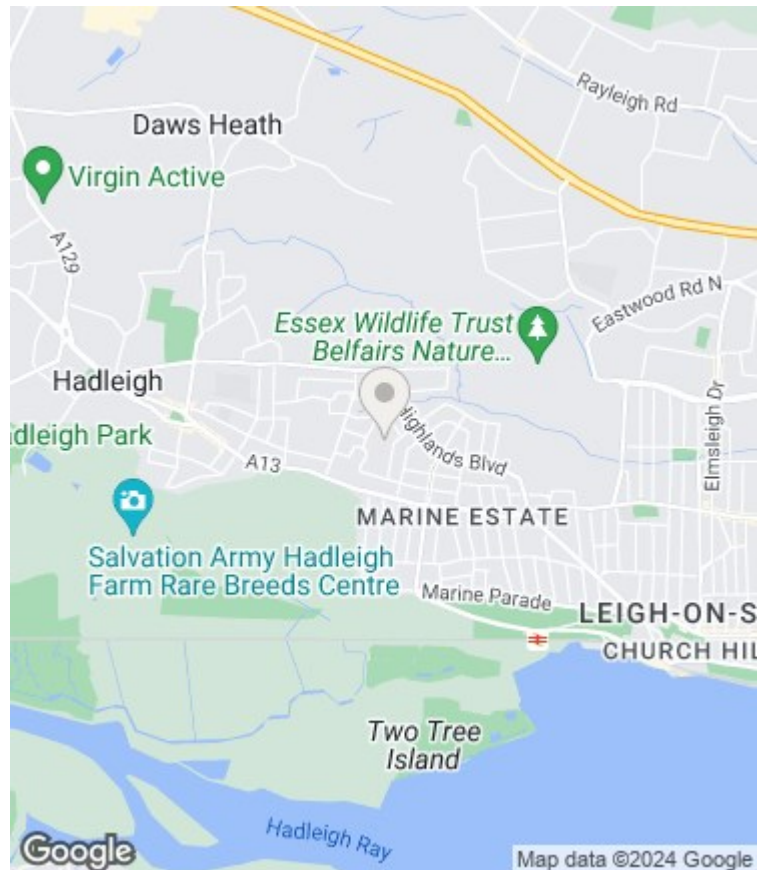 Rayleigh Rd
Daws Heath
Virgin Active
A129
Essex Wildlife Trust
Belfairs Nature...
Eastwood Rd N
Hadleigh
Elmsleigh Dr
adleigh Park
Highlands Blvd
A13
MARINE ESTATE
Salvation Army Hadleigh
Farm Rare Breeds Centre
Marine Parade
LEIGH-ON-S
CHURCH HIL
Two Tree
Island
Hadleigh Ray
Google
Map data ©2024 Google